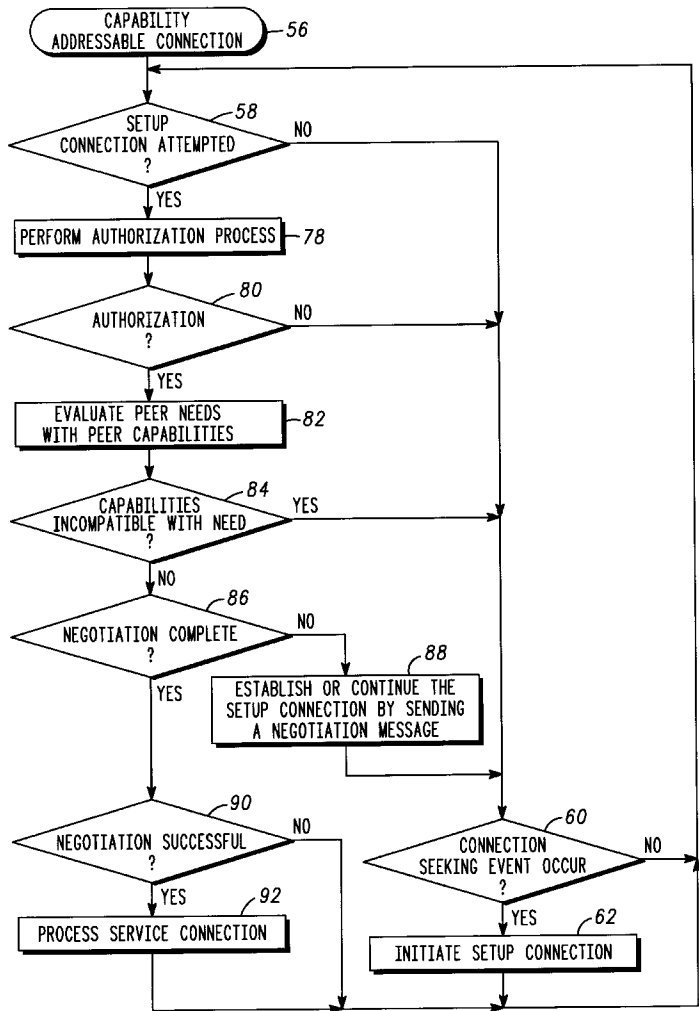 CAPABILITY
ADDRESSABLE CONNECTION
56
58
SETUP
CONNECTION ATTEMPTED
?
NO
YES
PERFORM AUTHORIZATION PROCESS
78
80
AUTHORIZATION
?
NO
YES
EVALUATE PEER NEEDS
WITH PEER CAPABILITIES
82
84
CAPABILITIES
INCOMPATIBLE WITH NEED
?
YES
NO
86
NEGOTIATION COMPLETE
?
NO
YES
88
ESTABLISH OR CONTINUE THE
SETUP CONNECTION BY SENDING
A NEGOTIATION MESSAGE
90
NEGOTIATION SUCCESSFUL
?
NO
YES
60
CONNECTION
SEEKING EVENT OCCUR
?
NO
YES
92
PROCESS SERVICE CONNECTION
62
INITIATE SETUP CONNECTION